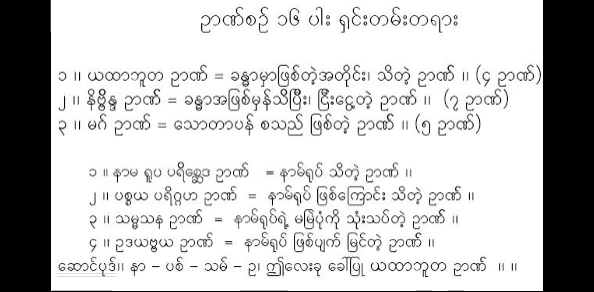 ဉာဏ်စဉ် ၁၆ ပါး ရှင်းတမ်းတရား
၁ ။ ယထာဘူတ ဉာဏ် = ခန္ဓာမှာဖြစ်တဲ့အတိုင်း၊ သိတဲ့ ဉာဏ် ။ (၄ ဉာဏ်)
၂ ။ နိဗ္ဗိန္ဒ ဉာဏ် = ခန္ဓာအဖြစ်မှန်သိပြီး၊ ငြီးငွေ့တဲ့ ဉာဏ် ။ (၇ ဉာဏ်)
၃ ။ မဂ် ဉာဏ် = သောတာပန် စသည် ဖြစ်တဲ့ ဉာဏ် ။ (၅ ဉာဏ်)
၁ ။ နာမ ရူပ ပရိစ္ဆေဒ ဉာဏ် = နာမ်ရုပ် သိတဲ့ ဉာဏ် ။
၂ ။ ပစ္စယ ပရိဂ္ဂဟ ဉာဏ် = နာမ်ရုပ် ဖြစ်ကြောင်း သိတဲ့ ဉာဏ် ။
၃ ။ သမ္မသန ဉာဏ် = နာမ်ရုပ်ရဲ့ မမြဲပုံကို သုံးသပ်တဲ့ ဉာဏ် ။
၄ ။ ဥဒယဗ္ဗယ ဉာဏ် = နာမ်ရုပ် ဖြစ်ပျက် မြင်တဲ့ ဉာဏ် ။
ဆောင်ပုဒ်။ နာ – ပစ် – သမ် – ဥ၊ ဤလေးခု ခေါ်ပြု ယထာဘူတ ဉာဏ် ။ ။